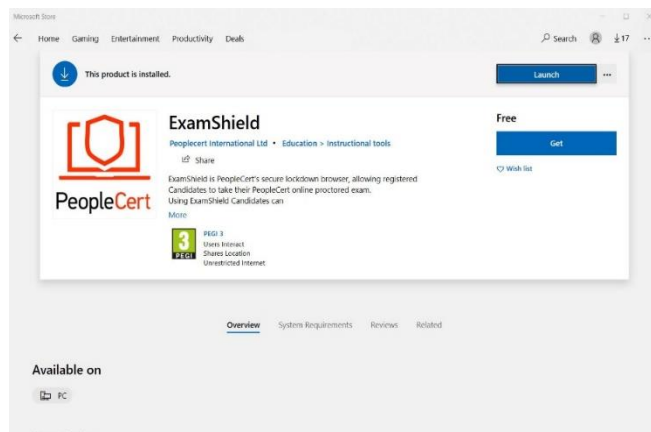 Microsoft Store
Home Gaming Entertainment Productivity Deals Search 17
This product is installed. Launch
ExamShield
Peoplecert International Ltd • Education > Instructional tools
Share
ExamShield is PeopleCert's secure lockdown browser, allowing registered
Candidates to take their PeopleCert online proctored exam.
Using ExamShield Candidates can
More
PeopleCert
3
PEGI
PEGI 3
Users Interact
Shares Location
Unrestricted Internet
Free
Get
Wish list
Overview System Requirements Reviews Related
Available on
PC